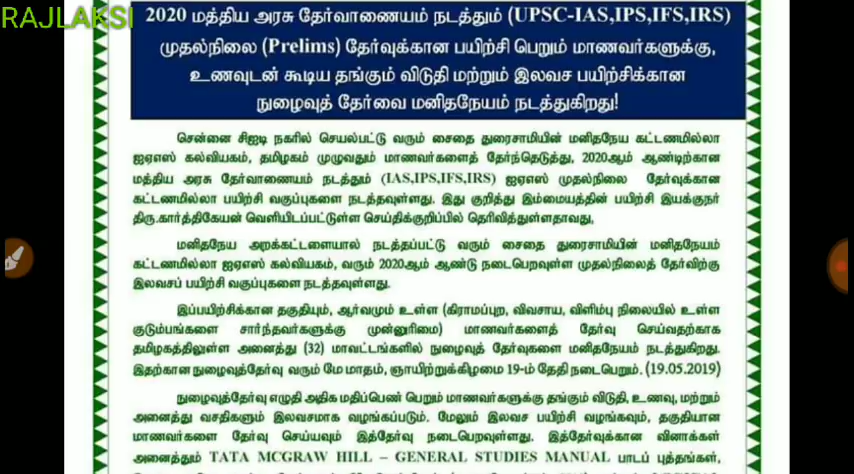 RAJLAKSI
2020 மத்திய அரசு தேர்வாணையம் நடத்தும் (UPSC-IAS,IPS,IFS,IRS)
முதல்நிலை (Prelims) தேர்வுக்கான பயிற்சி பெறும் மாணவர்களுக்கு,
உணவுடன் கூடிய தங்கும் விடுதி மற்றும் இலவச பயிற்சிக்கான
நுழைவுத் தேர்வை மனிதநேயம் நடத்துகிறது!
சென்னை சிஐடி நகரில் செயல்பட்டு வரும் சைதை துரைசாமியின் மனிதநேய கட்டணமில்லா
ஐஏஎஸ் கல்வியகம், தமிழகம் முழுவதும் மாணவர்களைத் தேர்ந்தெடுத்து, 2020ஆம் ஆண்டிற்கான
மத்திய அரசு தேர்வாணையம் நடத்தும் (IAS,IPS,IFS,IRS) ஐஏஎஸ் முதல்நிலை தேர்வுக்கான
கட்டணமில்லா பயிற்சி வகுப்புகளை நடத்தவுள்ளது. இது குறித்து இம்மையத்தின் பயிற்சி இயக்குநர்
திரு.கார்த்திகேயன் வெளியிடப்பட்டுள்ள செய்திக்குறிப்பில் தெரிவித்துள்ளதாவது,
மனிதநேய அறக்கட்டளையால் நடத்தப்பட்டு வரும் சைதை துரைசாமியின் மனிதநேயம்
கட்டணமில்லா ஐஏஎஸ் கல்வியகம், வரும் 2020ஆம் ஆண்டு நடைபெறவுள்ள முதல்நிலைத் தேர்விற்கு
இலவசப் பயிற்சி வகுப்புகளை நடத்தவுள்ளது.
இப்பயிற்சிக்கான தகுதியும், ஆர்வமும் உள்ள (கிராமப்புற, விவசாய, விளிம்பு நிலையில் உள்ள
குடும்பங்களை சார்ந்தவர்களுக்கு முன்னுரிமை) மாணவர்களைத் தேர்வு செய்வதற்காக
தமிழகத்திலுள்ள அனைத்து (32) மாவட்டங்களில் நுழைவுத் தேர்வுகளை மனிதநேயம் நடத்துகிறது.
இதற்கான நுழைவுத்தேர்வு வரும் மே மாதம், ஞாயிற்றுக்கிழமை 19-ம் தேதி நடைபெறும். (19.05.2019)
நுழைவுத்தேர்வு எழுதி அதிக மதிப்பெண் பெறும் மாணவர்களுக்கு தங்கும் விடுதி, உணவு, மற்றும்
அனைத்து வசதிகளும் இலவசமாக வழங்கப்படும். மேலும் இலவச பயிற்சி வழங்கவும், தகுதியான
மாணவர்களை தேர்வு செய்யவும் இத்தேர்வு நடைபெறவுள்ளது. இத்தேர்வுக்கான வினாக்கள்
அனைத்தும் TATA MCGRAW HILL – GENERAL STUDIES MANUAL பாடப் புத்தங்கள்,